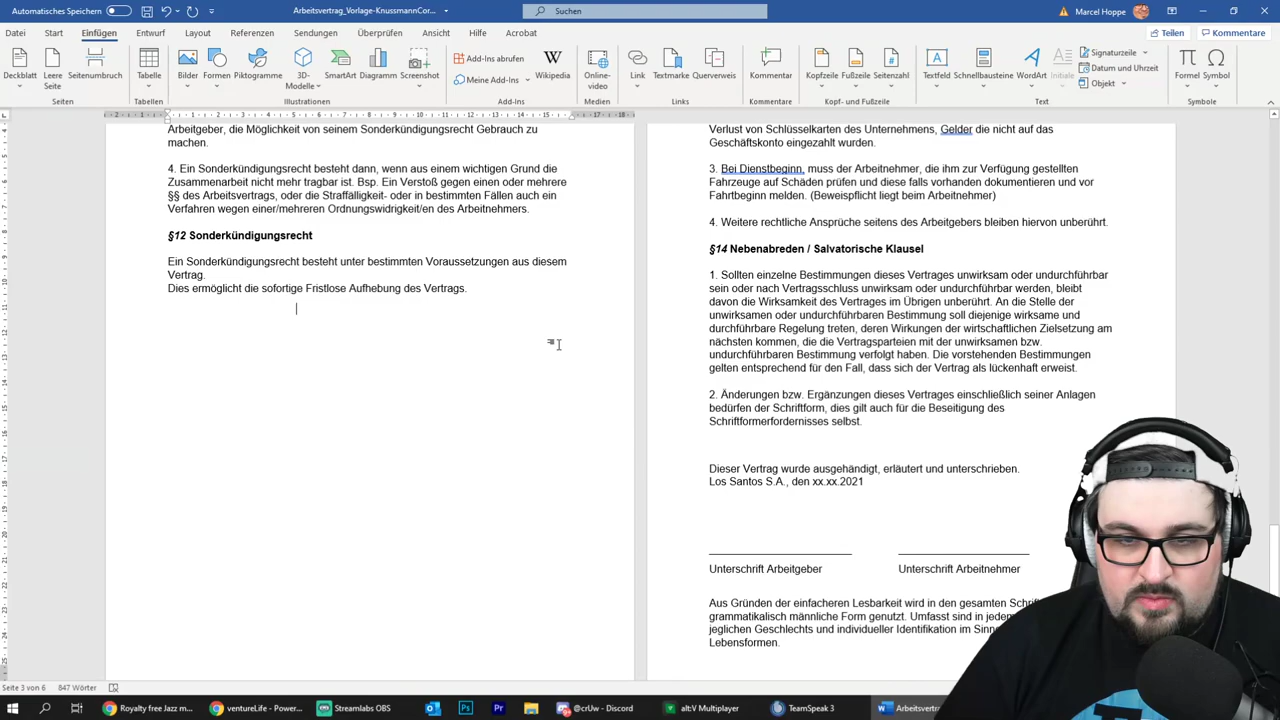 Automatisches Speichern
Arbeitsvertrag_Vorlage-KnussmannCor...
Suchen
Marcel Hoppe
Datei Start Einfügen Entwurf Layout Referenzen Sendungen Überprüfen Ansicht Hilfe Acrobat
Teilen Kommentare
Deckblatt
Leere Seite
Seitenumbruch
Tabelle
Bilder
Formen
Piktogramme
3D-Modelle
SmartArt
Diagramm
Screenshot
Add-Ins abrufen
Meine Add-Ins
Wikipedia
Online-video
Link
Textmarke
Querverweis
Kommentar
Kopfzeile
Fußzeile
Seitenzahl
Textfeld
Schnellbausteine
WordArt
Initiale
Signaturzeile
Datum und Uhrzeit
Objekt
Formel
Symbol
Seiten Tabellen Illustrationen Add-Ins Medien Links Kommentare Kopf- und Fußzeile Text Symbole
Arbeitgeber, die Möglichkeit von seinem Sonderkündigungsrecht Gebrauch zu
machen.
4. Ein Sonderkündigungsrecht besteht dann, wenn aus einem wichtigen Grund die
Zusammenarbeit nicht mehr tragbar ist. Bsp. Ein Verstoß gegen einen oder mehrere
§§ des Arbeitsvertrags, oder die Straffälligkeit- oder in bestimmten Fällen auch ein
Verfahren wegen einer/mehreren Ordnungswidrigkeit/en des Arbeitnehmers.
§12 Sonderkündigungsrecht
Ein Sonderkündigungsrecht besteht unter bestimmten Voraussetzungen aus diesem
Vertrag.
Dies ermöglicht die sofortige Fristlose Aufhebung des Vertrags.
Verlust von Schlüsselkarten des Unternehmens, Gelder die nicht auf das
Geschäftskonto eingezahlt wurden.
3. Bei Dienstbeginn, muss der Arbeitnehmer, die ihm zur Verfügung gestellten
Fahrzeuge auf Schäden prüfen und diese falls vorhanden dokumentieren und vor
Fahrtbeginn melden. (Beweispflicht liegt beim Arbeitnehmer)
4. Weitere rechtliche Ansprüche seitens des Arbeitgebers bleiben hiervon unberührt.
§14 Nebenabreden / Salvatorische Klausel
1. Sollten einzelne Bestimmungen dieses Vertrages unwirksam oder undurchführbar
sein oder nach Vertragsschluss unwirksam oder undurchführbar werden, bleibt
davon die Wirksamkeit des Vertrages im Übrigen unberührt. An die Stelle der
unwirksamen oder undurchführbaren Bestimmung soll diejenige wirksame und
durchführbare Regelung treten, deren Wirkungen der wirtschaftlichen Zielsetzung am
nächsten kommen, die die Vertragsparteien mit der unwirksamen bzw.
undurchführbaren Bestimmung verfolgt haben. Die vorstehenden Bestimmungen
gelten entsprechend für den Fall, dass sich der Vertrag als lückenhaft erweist.
2. Änderungen bzw. Ergänzungen dieses Vertrages einschließlich seiner Anlagen
bedürfen der Schriftform, dies gilt auch für die Beseitigung des
Schriftformerfordernisses selbst.
Dieser Vertrag wurde ausgehändigt, erläutert und unterschrieben.
Los Santos S.A., den xx.xx.2021
Unterschrift Arbeitgeber Unterschrift Arbeitnehmer
Aus Gründen der einfacheren Lesbarkeit wird in den gesamten
grammatikalisch männliche Form genutzt. Umfasst sind in
jeglichen Geschlechts und individueller Identifikation im
Lebensformen.
Seite 3 von 6 847 Wörter
Royalty free Jazz m...
ventureLife - Power...
Streamlabs OBS
@crUw - Discord
alt:V Multiplayer
TeamSpeak 3